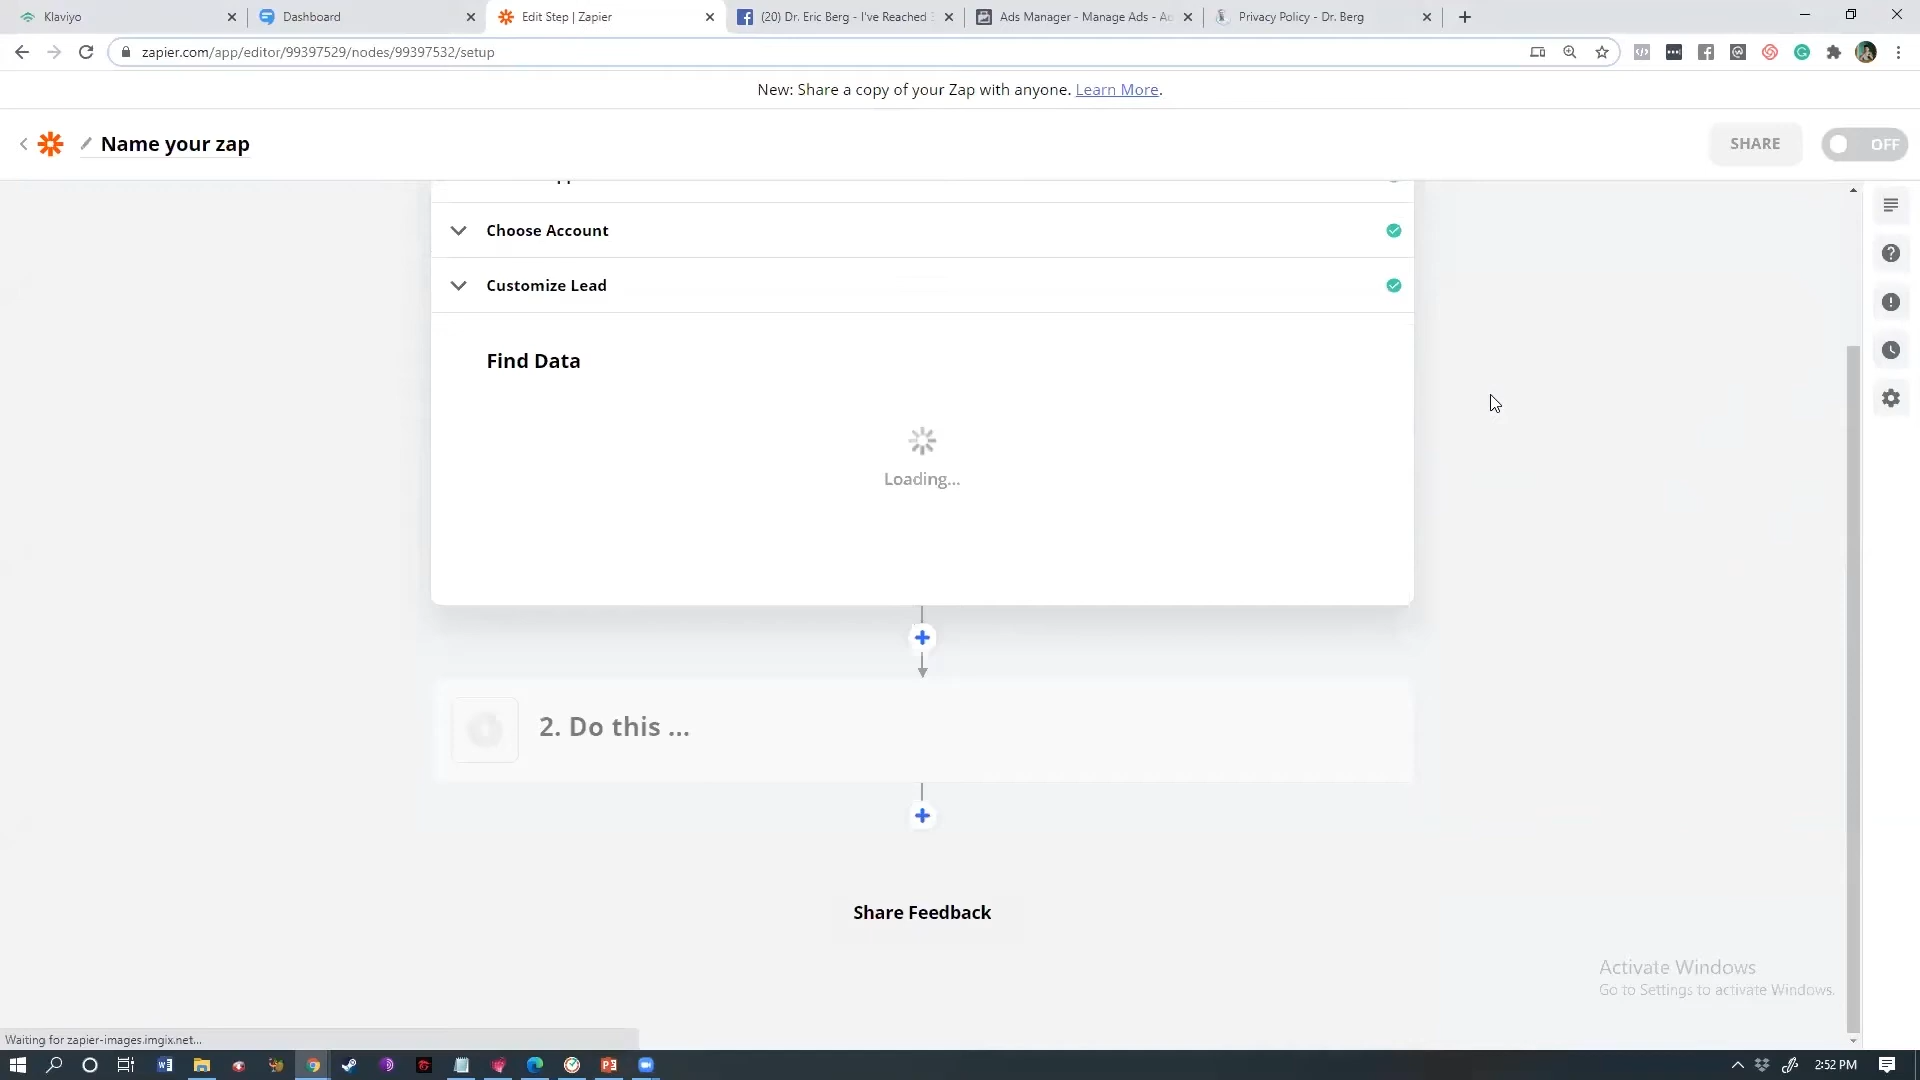 Klaviyo
Dashboard
Edit Step | Zapier
(20) Dr. Eric Berg - I've Reached
Ads Manager - Manage Ads - Ad
Privacy Policy - Dr. Berg
zapier.com/app/editor/99397529/nodes/99397532/setup
New: Share a copy of your Zap with anyone. Learn More.
Name your zap
SHARE
OFF
Choose Account
Customize Lead
Find Data
Loading...
2. Do this ...
Share Feedback
Activate Windows
Go to Settings to activate Windows.
Waiting for zapier-images.imgix.net...
2:52 PM